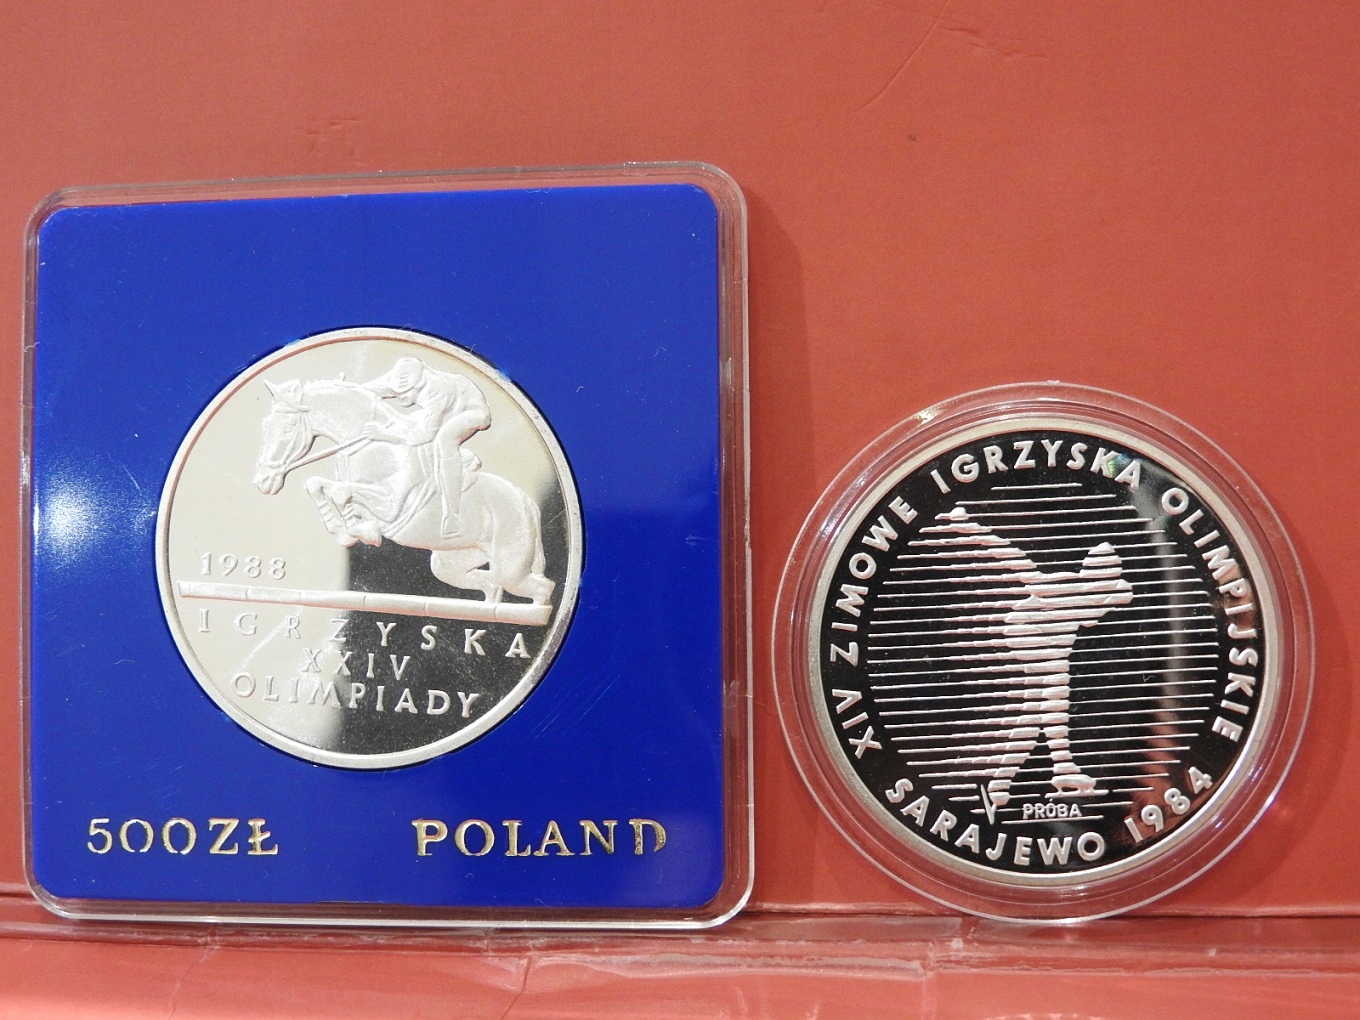 1988
IGRZYSKA
XXIV
OLIMPIADY
500ZŁ POLAND
XIV ZIMOWE IGRZYSKA OLIMPIJSKIE
PRÓBA
SARAJEWO 1984